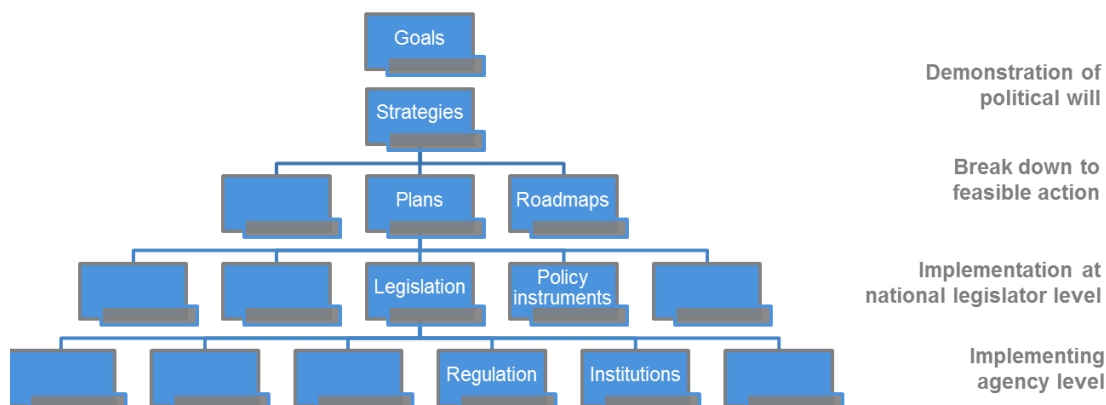 Goals
Demonstration of
political will
Strategies
Break down to
feasible action
Plans
Roadmaps
Implementation at
national legislator level
Legislation
Policy
instruments
Implementing
agency level
Regulation
Institutions